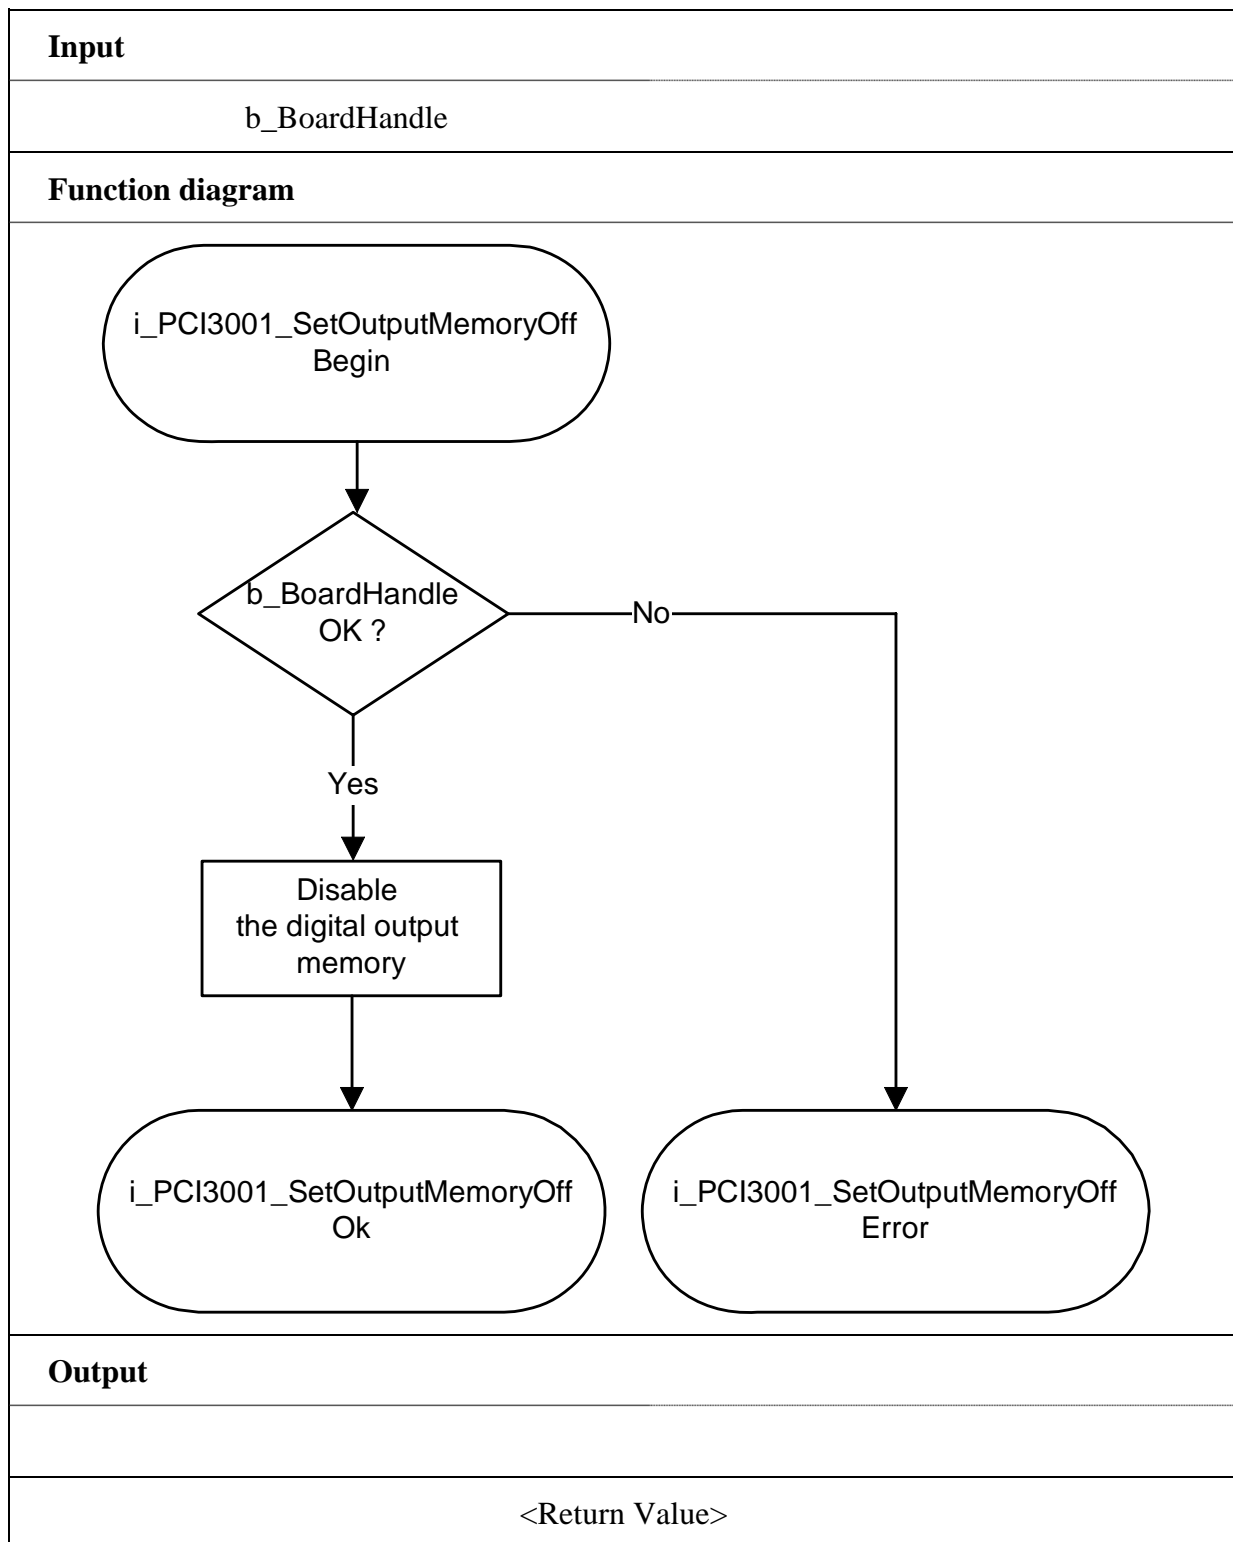 Input
b_BoardHandle
Function diagram
i_PCI3001_SetOutputMemoryOff
Begin
b_BoardHandle
OK ?
No
Yes
Disable
the digital output
memory
i_PCI3001_SetOutputMemoryOff
Ok
i_PCI3001_SetOutputMemoryOff
Error
Output
<Return Value>